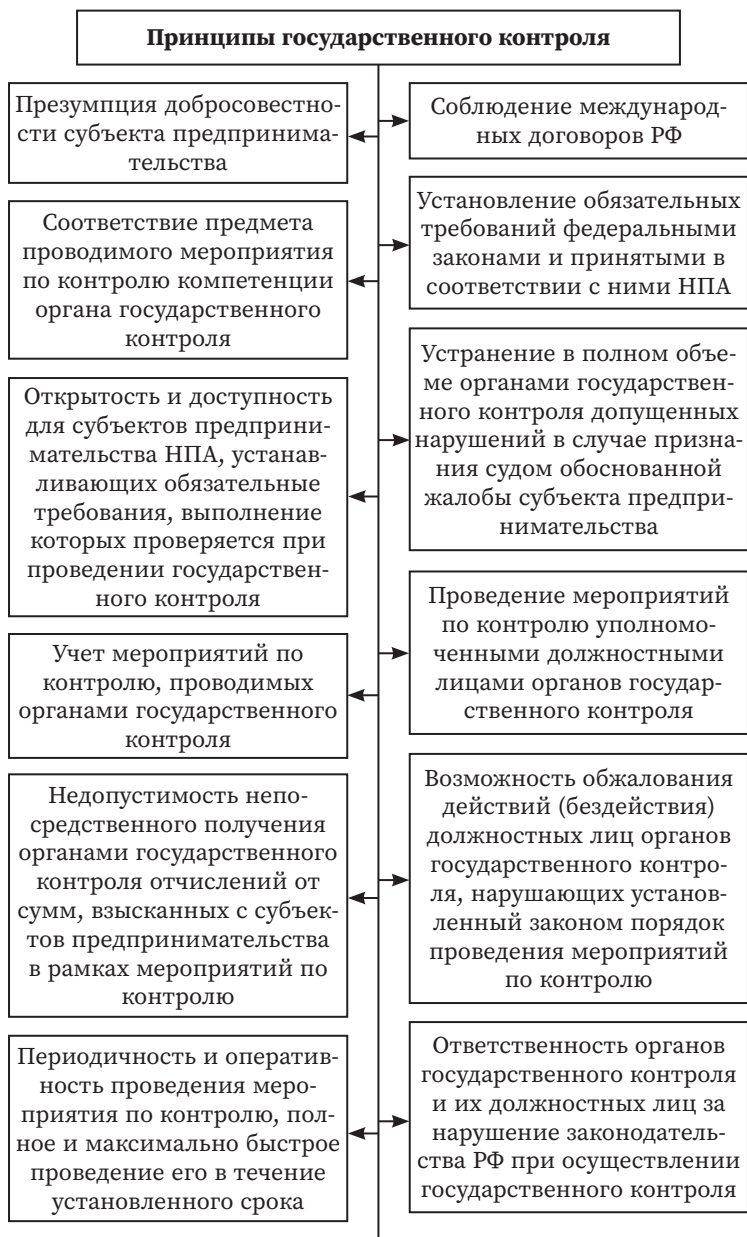 Принципы государственного контроля
Презумпция добросовестно-
сти субъекта предпринима-
тельства
Соблюдение международ-
ных договоров РФ
Соответствие предмета
проводимого мероприятия
по контролю компетенции
органа государственного
контроля
Установление обязательных
требований федеральными
законами и принятыми в
соответствии с ними НПА
Открытость и доступность
для субъектов предприни-
мательства НПА, устанав-
ливающих обязательные
требования, выполнение
которых проверяется при
проведении государствен-
ного контроля
Устранение в полном объе-
ме органами государствен-
ного контроля допущенных
нарушений в случае призна-
ния судом обоснованной
жалобы субъекта предпри-
нимательства
Учет мероприятий по
контролю, проводимых
органами государственного
контроля
Проведение мероприятий
по контролю уполномо-
ченными должностными
лицами органов государ-
ственного контроля
Недопустимость непо-
средственного получения
органами государственного
контроля отчислений от
сумм, взысканных с субъек-
тов предпринимательства
в рамках мероприятий по
контролю
Возможность обжалования
действий (бездействия)
должностных лиц органов
государственного контро-
ля, нарушающих установ-
ленный законом порядок
проведения мероприятий
по контролю
Периодичность и оператив-
ность проведения меро-
приятия по контролю, пол-
ное и максимально быстрое
проведение его в течение
установленного срока
Ответственность органов
государственного контроля
и их должностных лиц за
нарушение законодатель-
ства РФ при осуществлении
государственного контроля